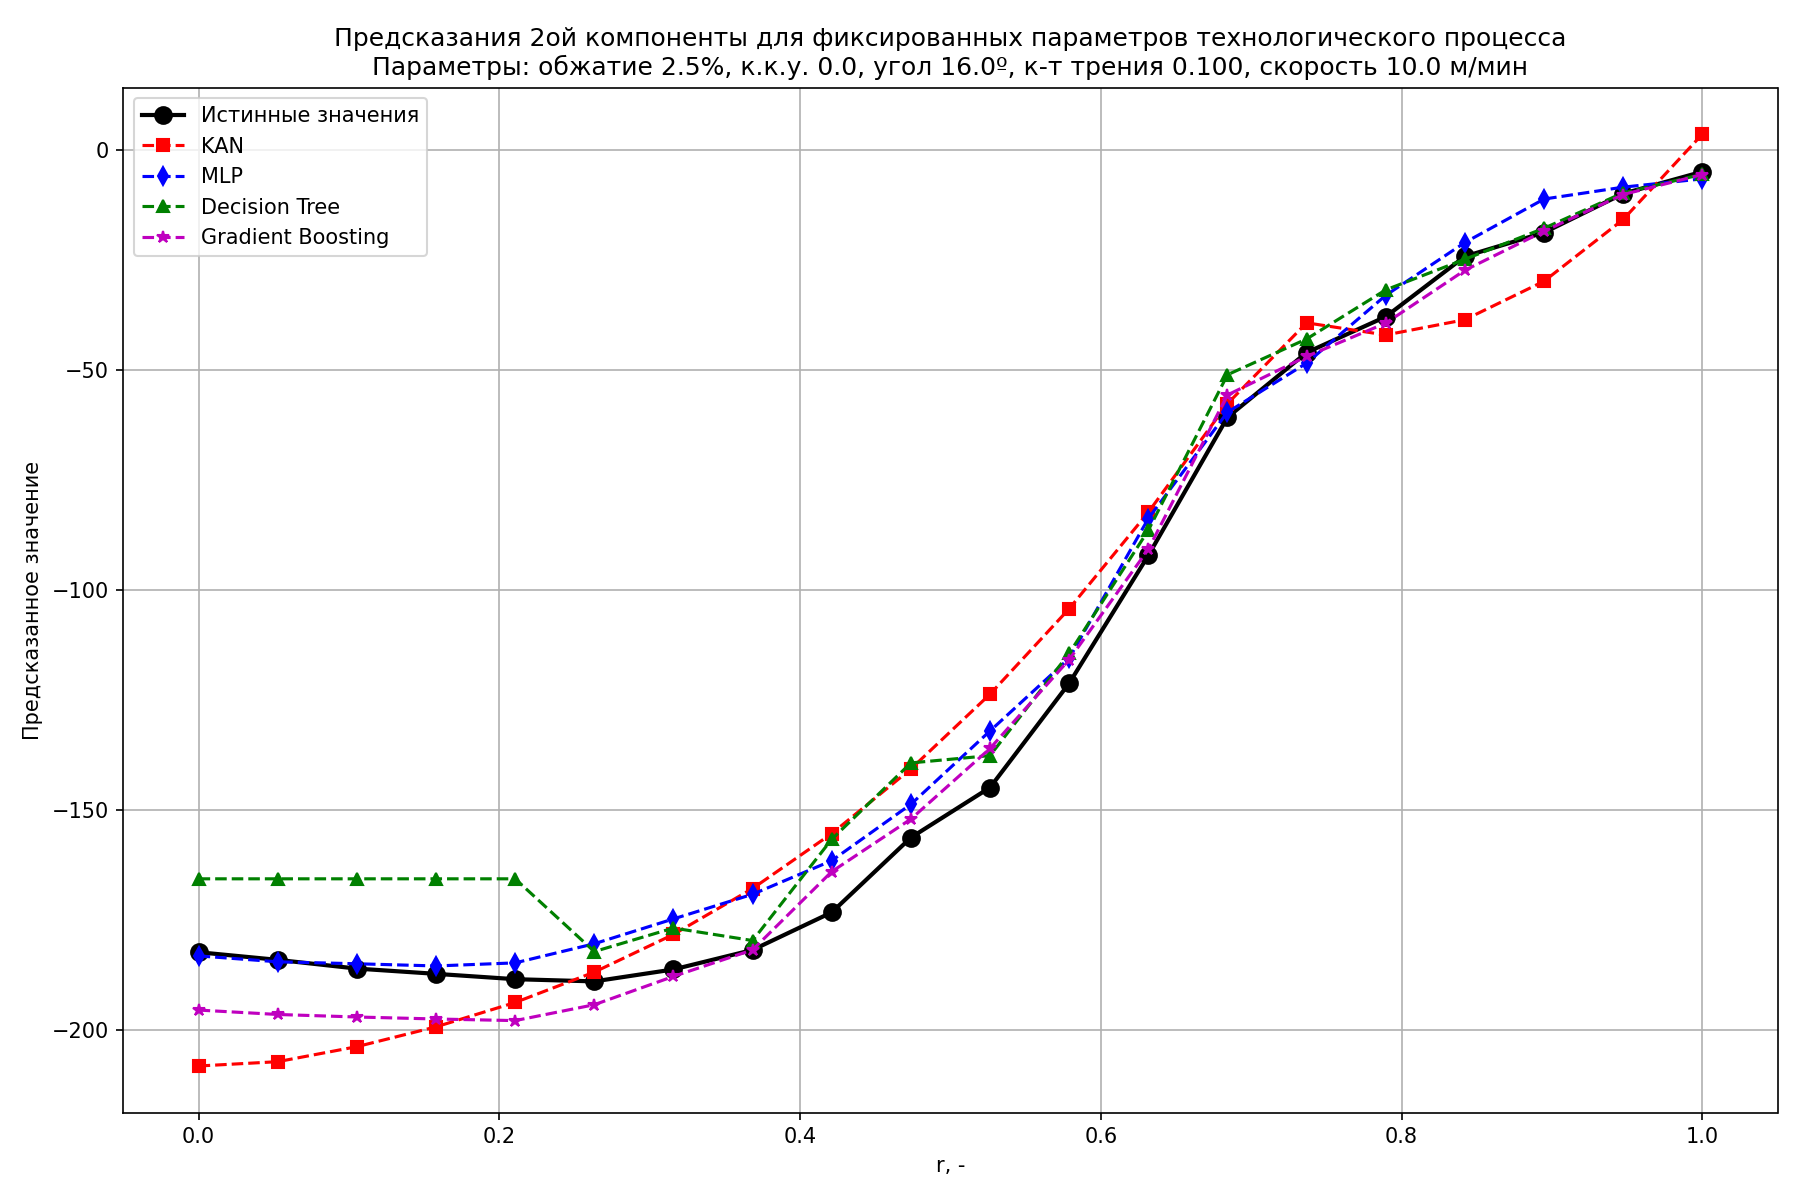 Предсказания 2ой компоненты для фиксированных параметров технологического процесса
Параметры: обжатие 2.5%, к.к.у. 0.0, угол 16.0º, к-т трения 0.100, скорость 10.0 м/мин
Истинные значения
KAN
MLP
Decision Tree
Gradient Boosting
Предсказанное значение
0
−50
−100
−150
−200
0.0
0.2
0.4
0.6
0.8
1.0
r, -